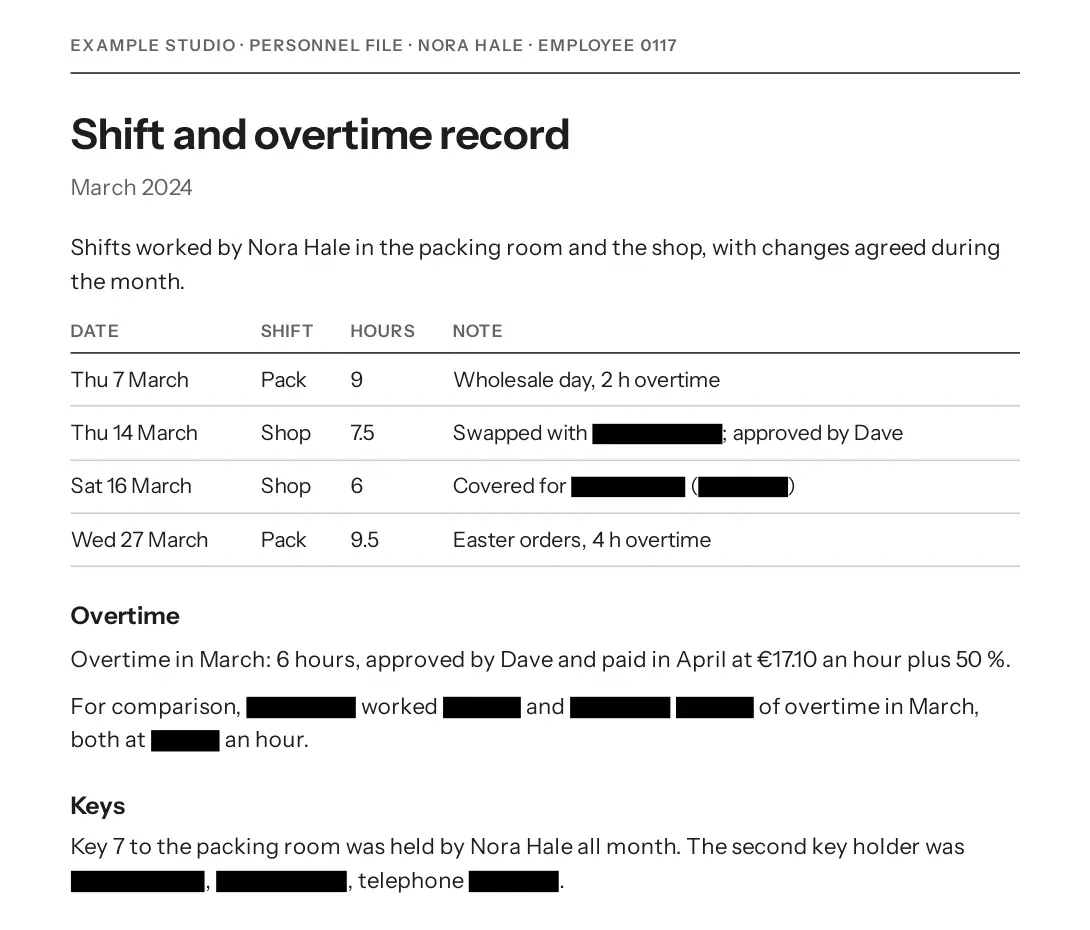 EXAMPLE STUDIO · PERSONNEL FILE · NORA HALE · EMPLOYEE 0117
Shift and overtime record
March 2024
Shifts worked by Nora Hale in the packing room and the shop, with changes agreed during
the month.
DATE SHIFT HOURS NOTE
Thu 7 March Pack 9 Wholesale day, 2 h overtime
Thu 14 March Shop 7.5 Swapped with ; approved by Dave
Sat 16 March Shop 6 Covered for ( )
Wed 27 March Pack 9.5 Easter orders, 4 h overtime
Overtime
Overtime in March: 6 hours, approved by Dave and paid in April at €17.10 an hour plus 50 %.
For comparison, worked and of overtime in March,
both at an hour.
Keys
Key 7 to the packing room was held by Nora Hale all month. The second key holder was
, , telephone .